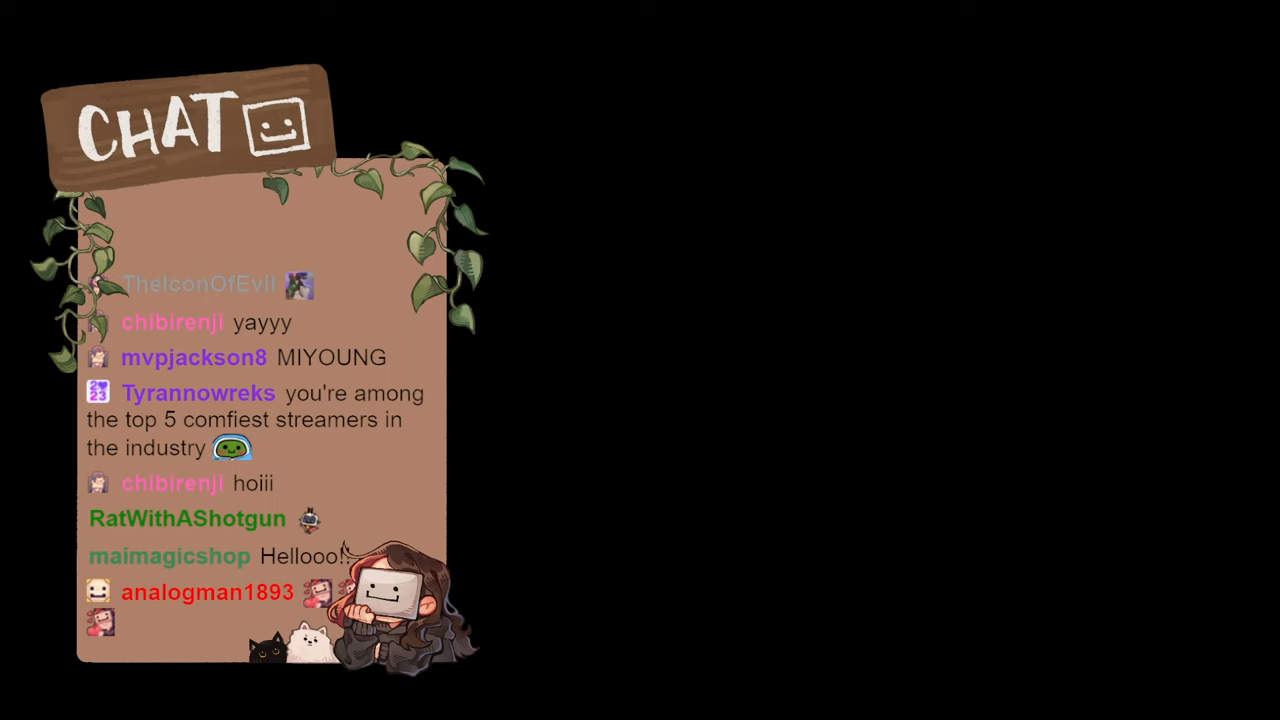 CHAT
TheIconOfEvil
chibirenji yayyy
mvpjackson8 MIYOUNG
Tyrannowreks you're among
the top 5 comfiest streamers in
the industry
chibirenji hoiii
RatWithAShotgun
maimagicshop Hellooo!!
analogman1893